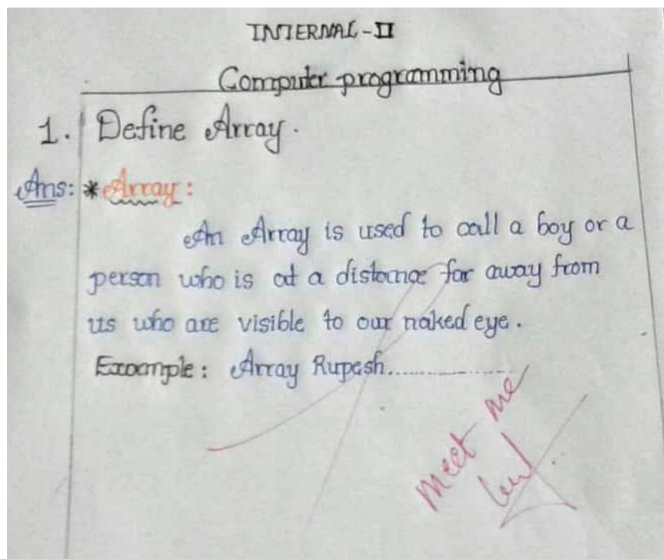 INTERNAL-II
Computer programming
1. Define Array.
Ans: * Array :
An Array is used to call a boy or a
person who is at a distance far away from
us who are visible to our naked eye.
Example: Array Rupesh..................
meet me